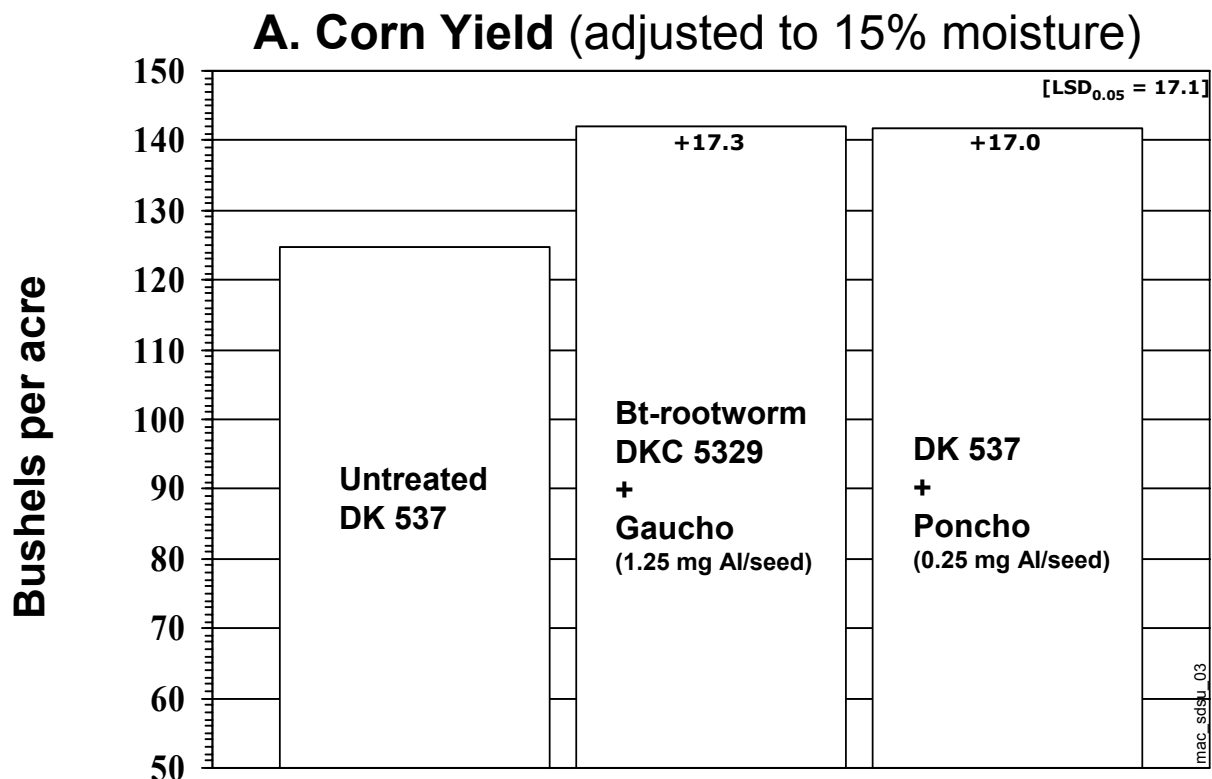 A. Corn Yield (adjusted to 15% moisture)
[LSD0.05 = 17.1]
Bushels per acre
150
140
130
120
110
100
90
80
70
60
50
Untreated
DK 537
+17.3
Bt-rootworm
DKC 5329
+
Gaucho
(1.25 mg AI/seed)
+17.0
DK 537
+
Poncho
(0.25 mg AI/seed)
mac_sdsu_03